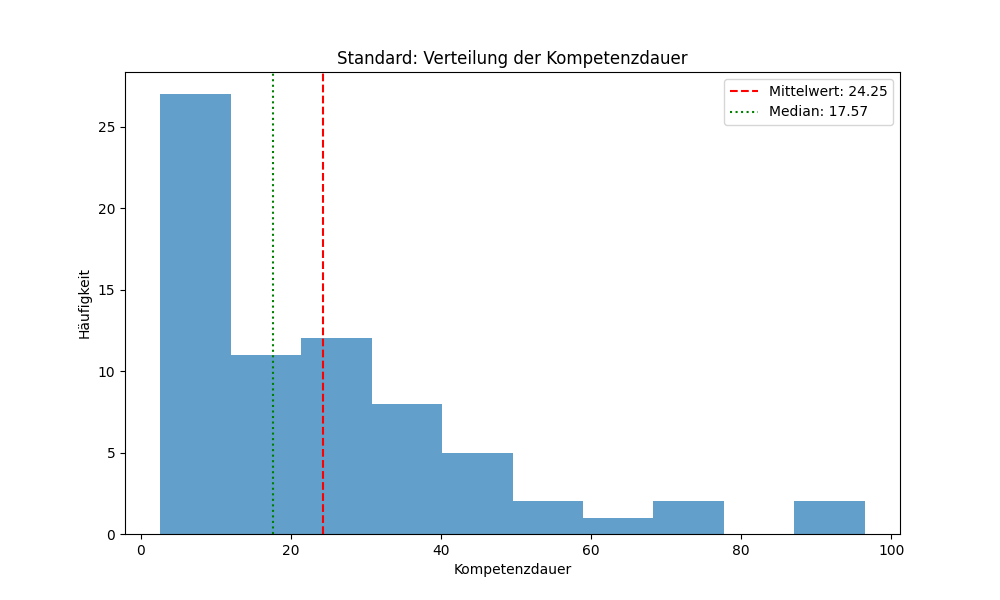 Standard: Verteilung der Kompetenzdauer
Mittelwert: 24.25
Median: 17.57
25
20
15
10
5
0
Häufigkeit
0 20 40 60 80 100
Kompetenzdauer